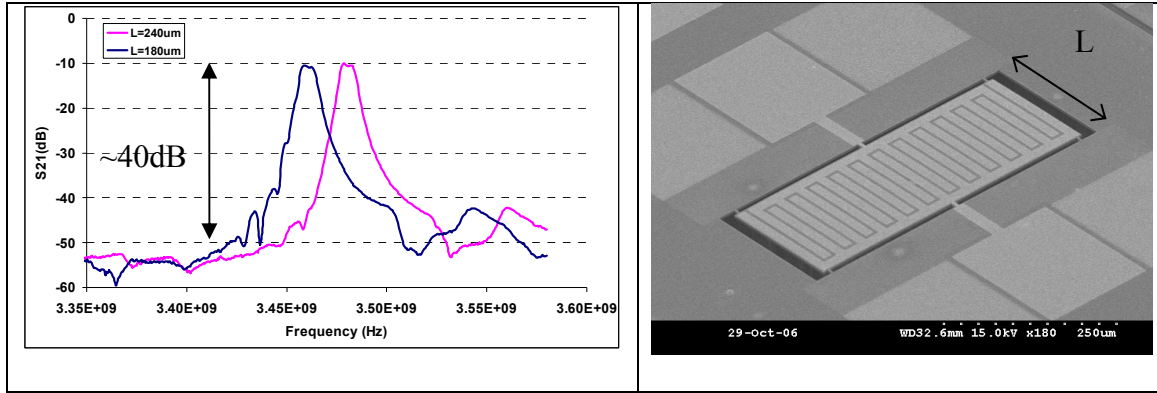 0
L=240um
L=180um
-10
-20
-30
-40
-50
-60
S21(dB)
~40dB
3.35E+09 3.40E+09 3.45E+09 3.50E+09 3.55E+09 3.60E+09
Frequency (Hz)
L
29-Oct-06 WD32.6mm 15.0kV x180 250um